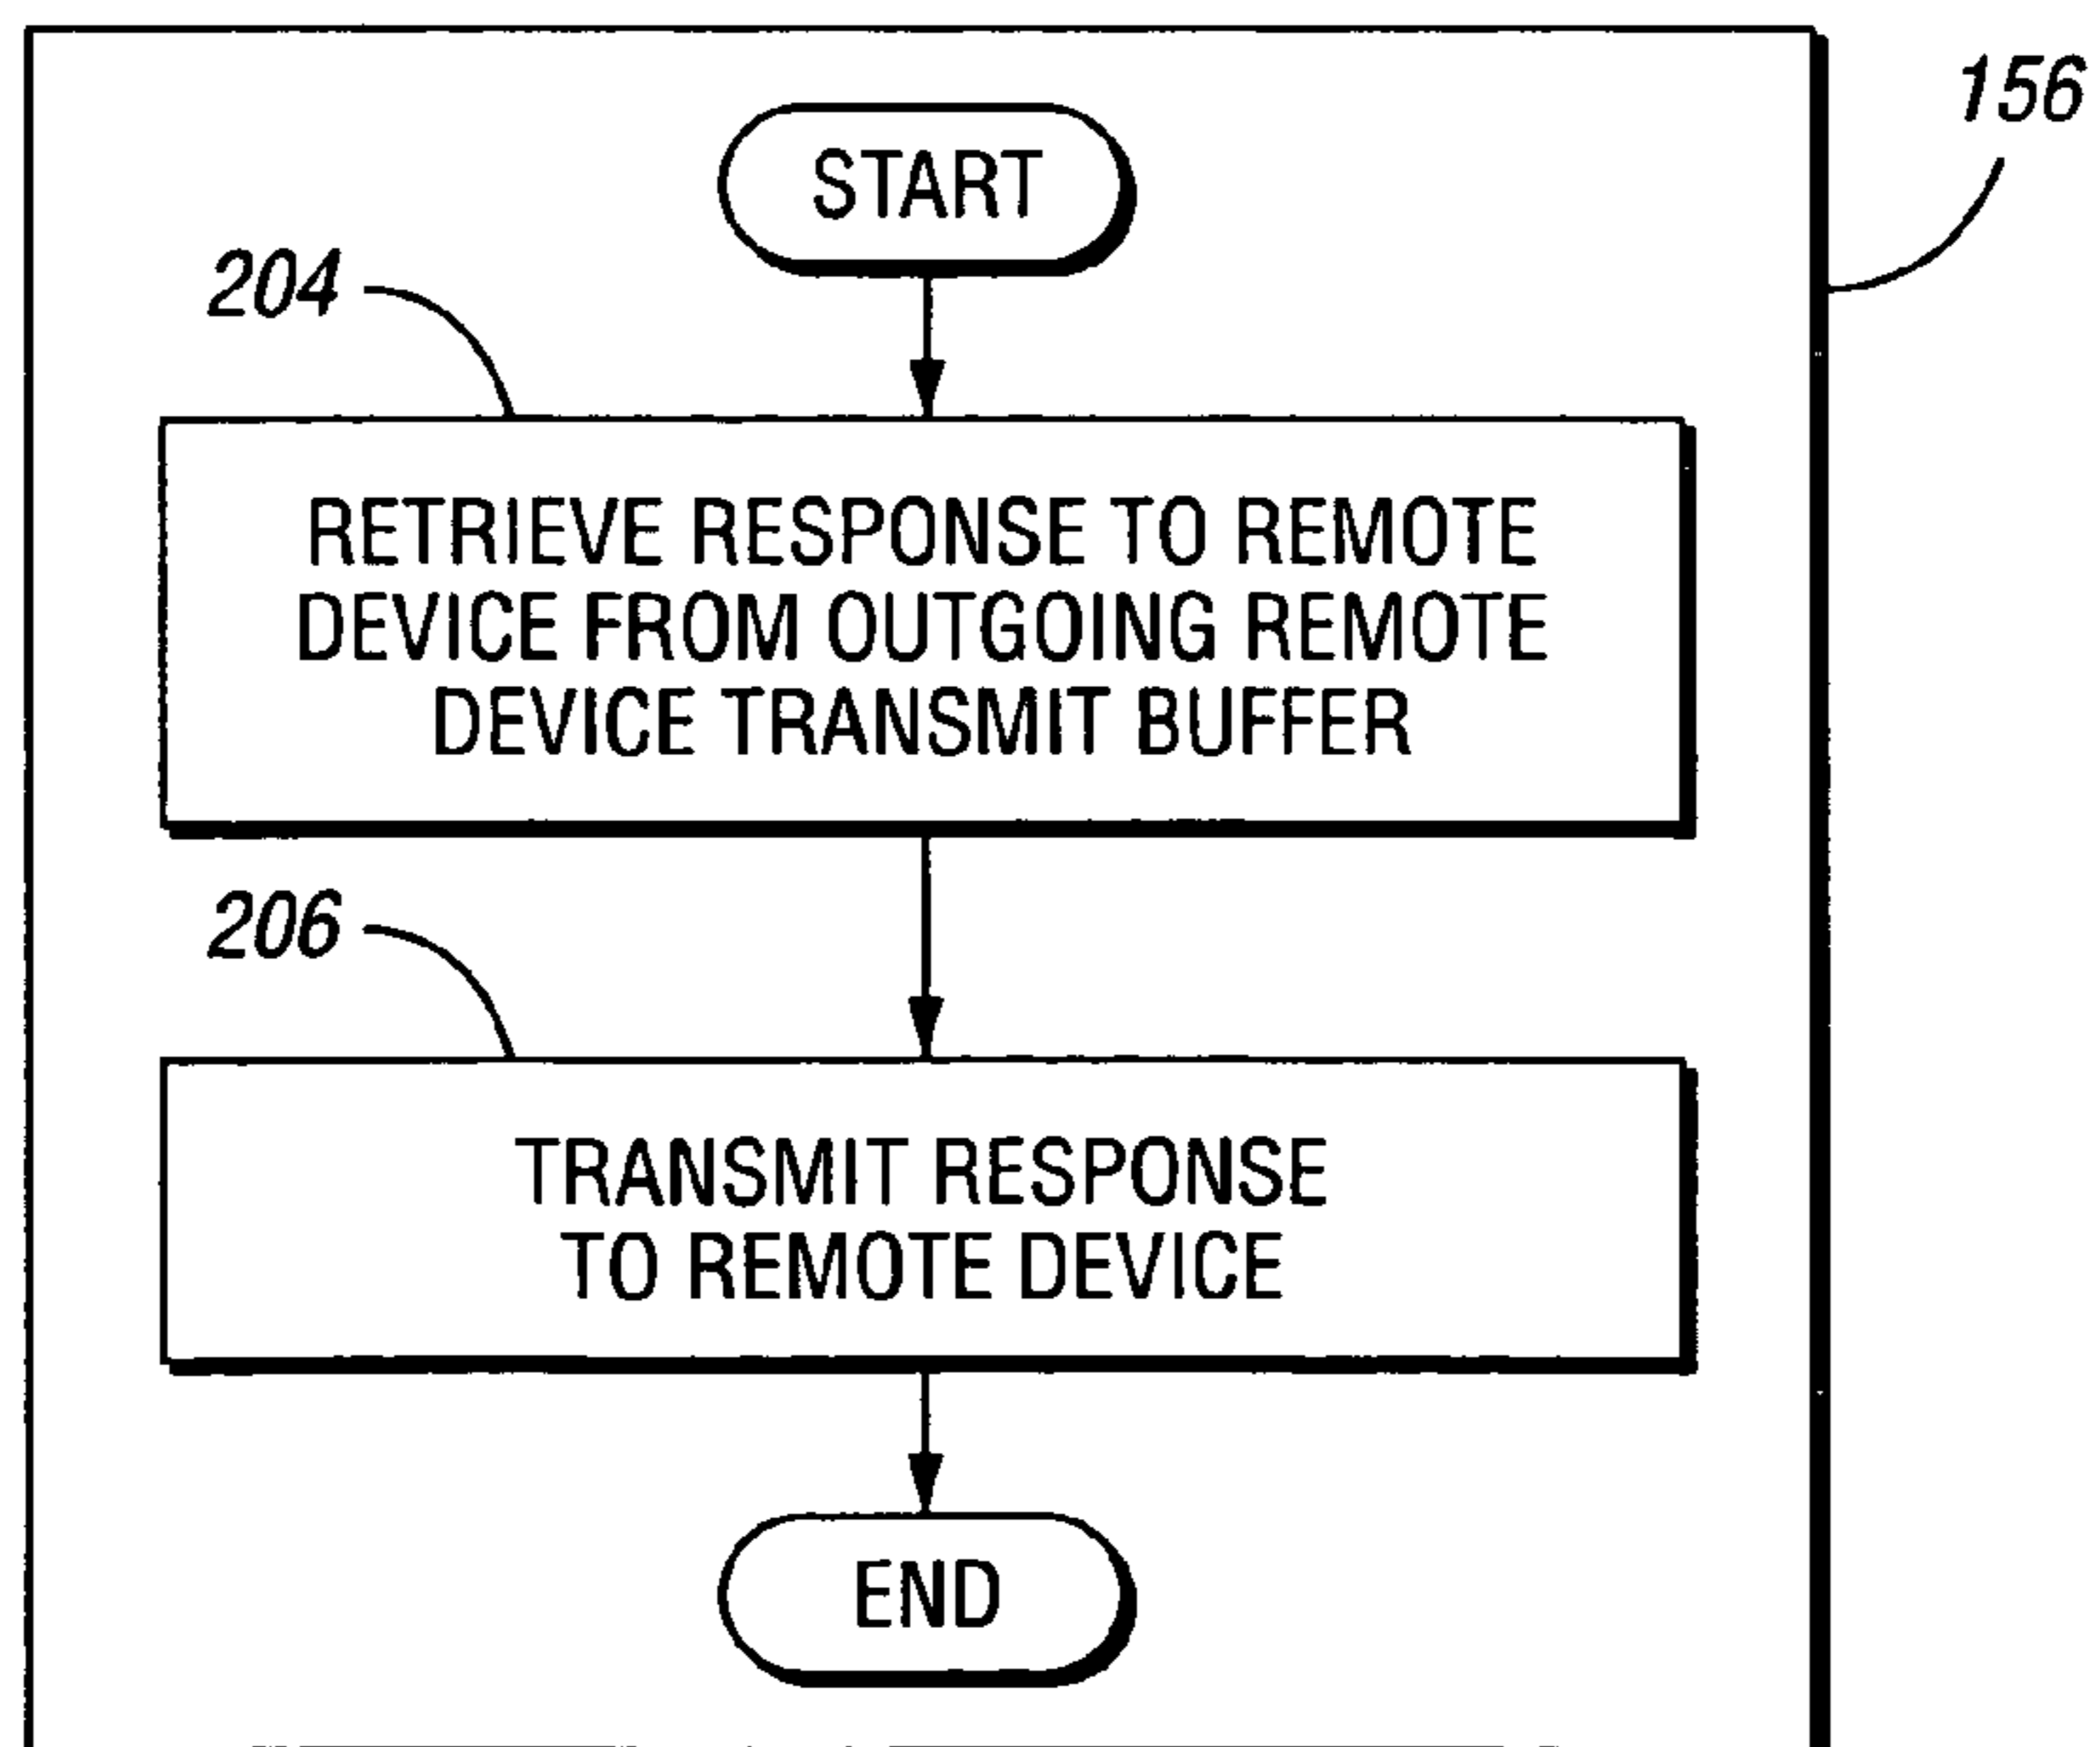 156
START
204
RETRIEVE RESPONSE TO REMOTE
DEVICE FROM OUTGOING REMOTE
DEVICE TRANSMIT BUFFER
206
TRANSMIT RESPONSE
TO REMOTE DEVICE
END